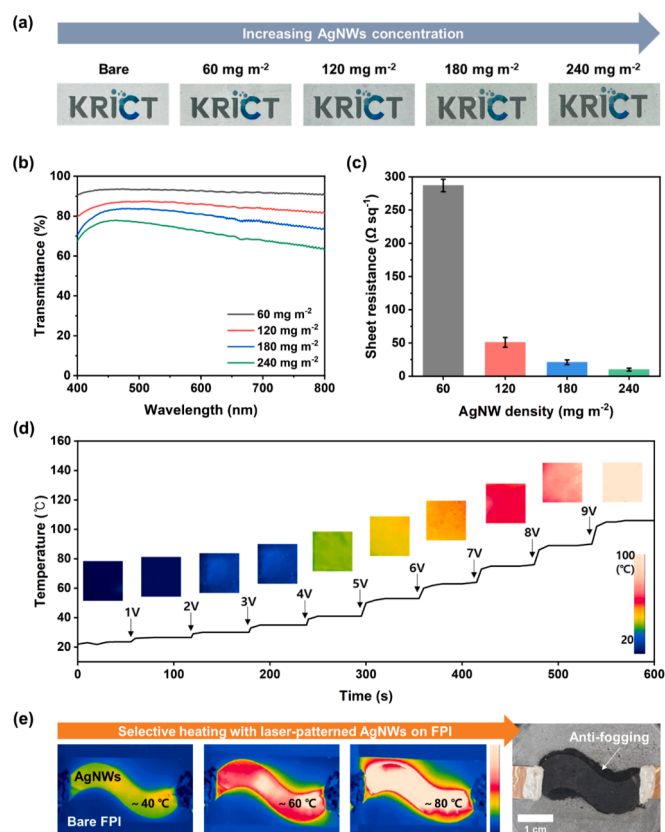 (a)
Increasing AgNWs concentration
Bare 60 mg m-2 120 mg m-2 180 mg m-2 240 mg m-2
KRICT KRICT KRICT KRICT KRICT
(b)
100
80
60
40
20
0
400 500 600 700 800
Transmittance (%)
Wavelength (nm)
60 mg m-2
120 mg m-2
180 mg m-2
240 mg m-2
(c)
300
250
200
150
100
50
0
60 120 180 240
Sheet resistance (Ω sq-1)
AgNW density (mg m-2)
(d)
160
140
120
100
80
60
40
20
Temperature (℃)
1V 2V 3V 4V 5V 6V 7V 8V 9V
100
(℃)
20
0 100 200 300 400 500 600
Time (s)
(e)
Selective heating with laser-patterned AgNWs on FPI
AgNWs
Bare FPI
~ 40 ℃
~ 60 ℃
~ 80 ℃
Anti-fogging
1 cm